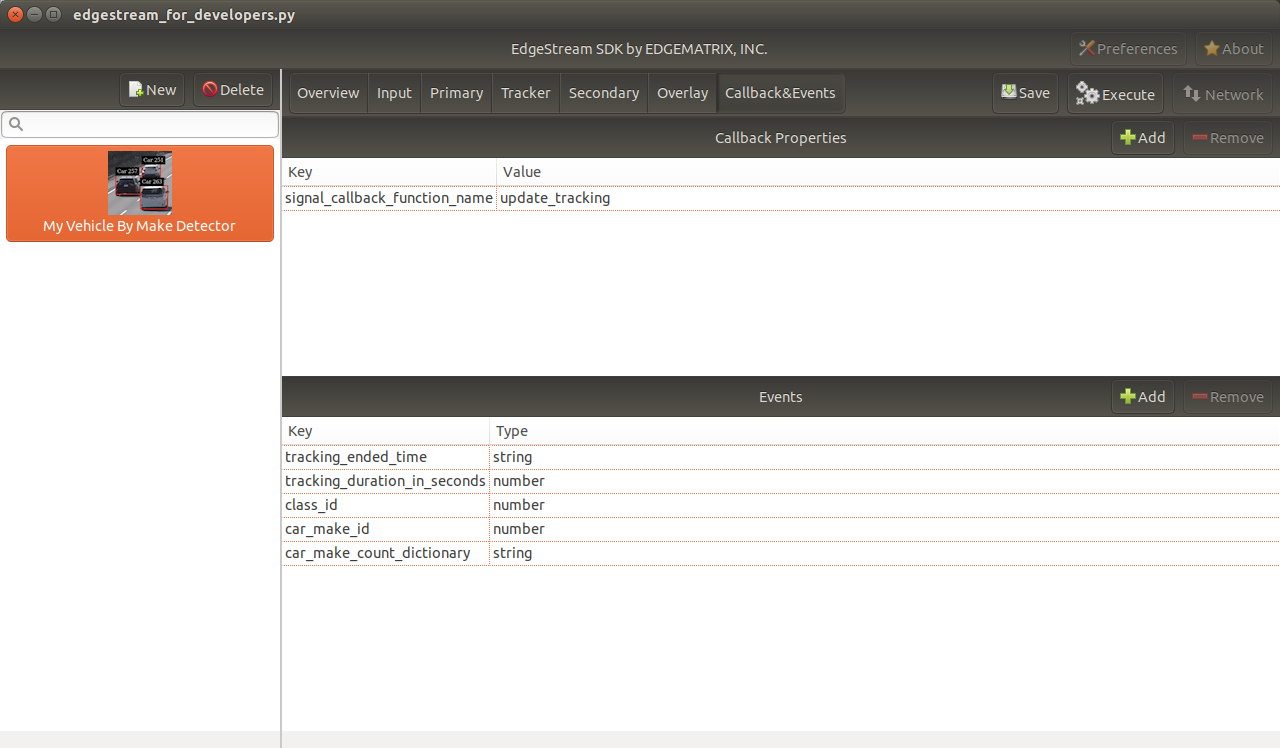 edgestream_for_developers.py
EdgeStream SDK by EDGEMATRIX, INC.
Preferences
About
New
Delete
Overview
Input
Primary
Tracker
Secondary
Overlay
Callback&Events
Save
Execute
Network
Callback Properties
Add
Remove
Key Value
signal_callback_function_name update_tracking
Car 251
Car 257
Car 263
My Vehicle By Make Detector
Events
Add
Remove
Key Type
tracking_ended_time string
tracking_duration_in_seconds number
class_id number
car_make_id number
car_make_count_dictionary string